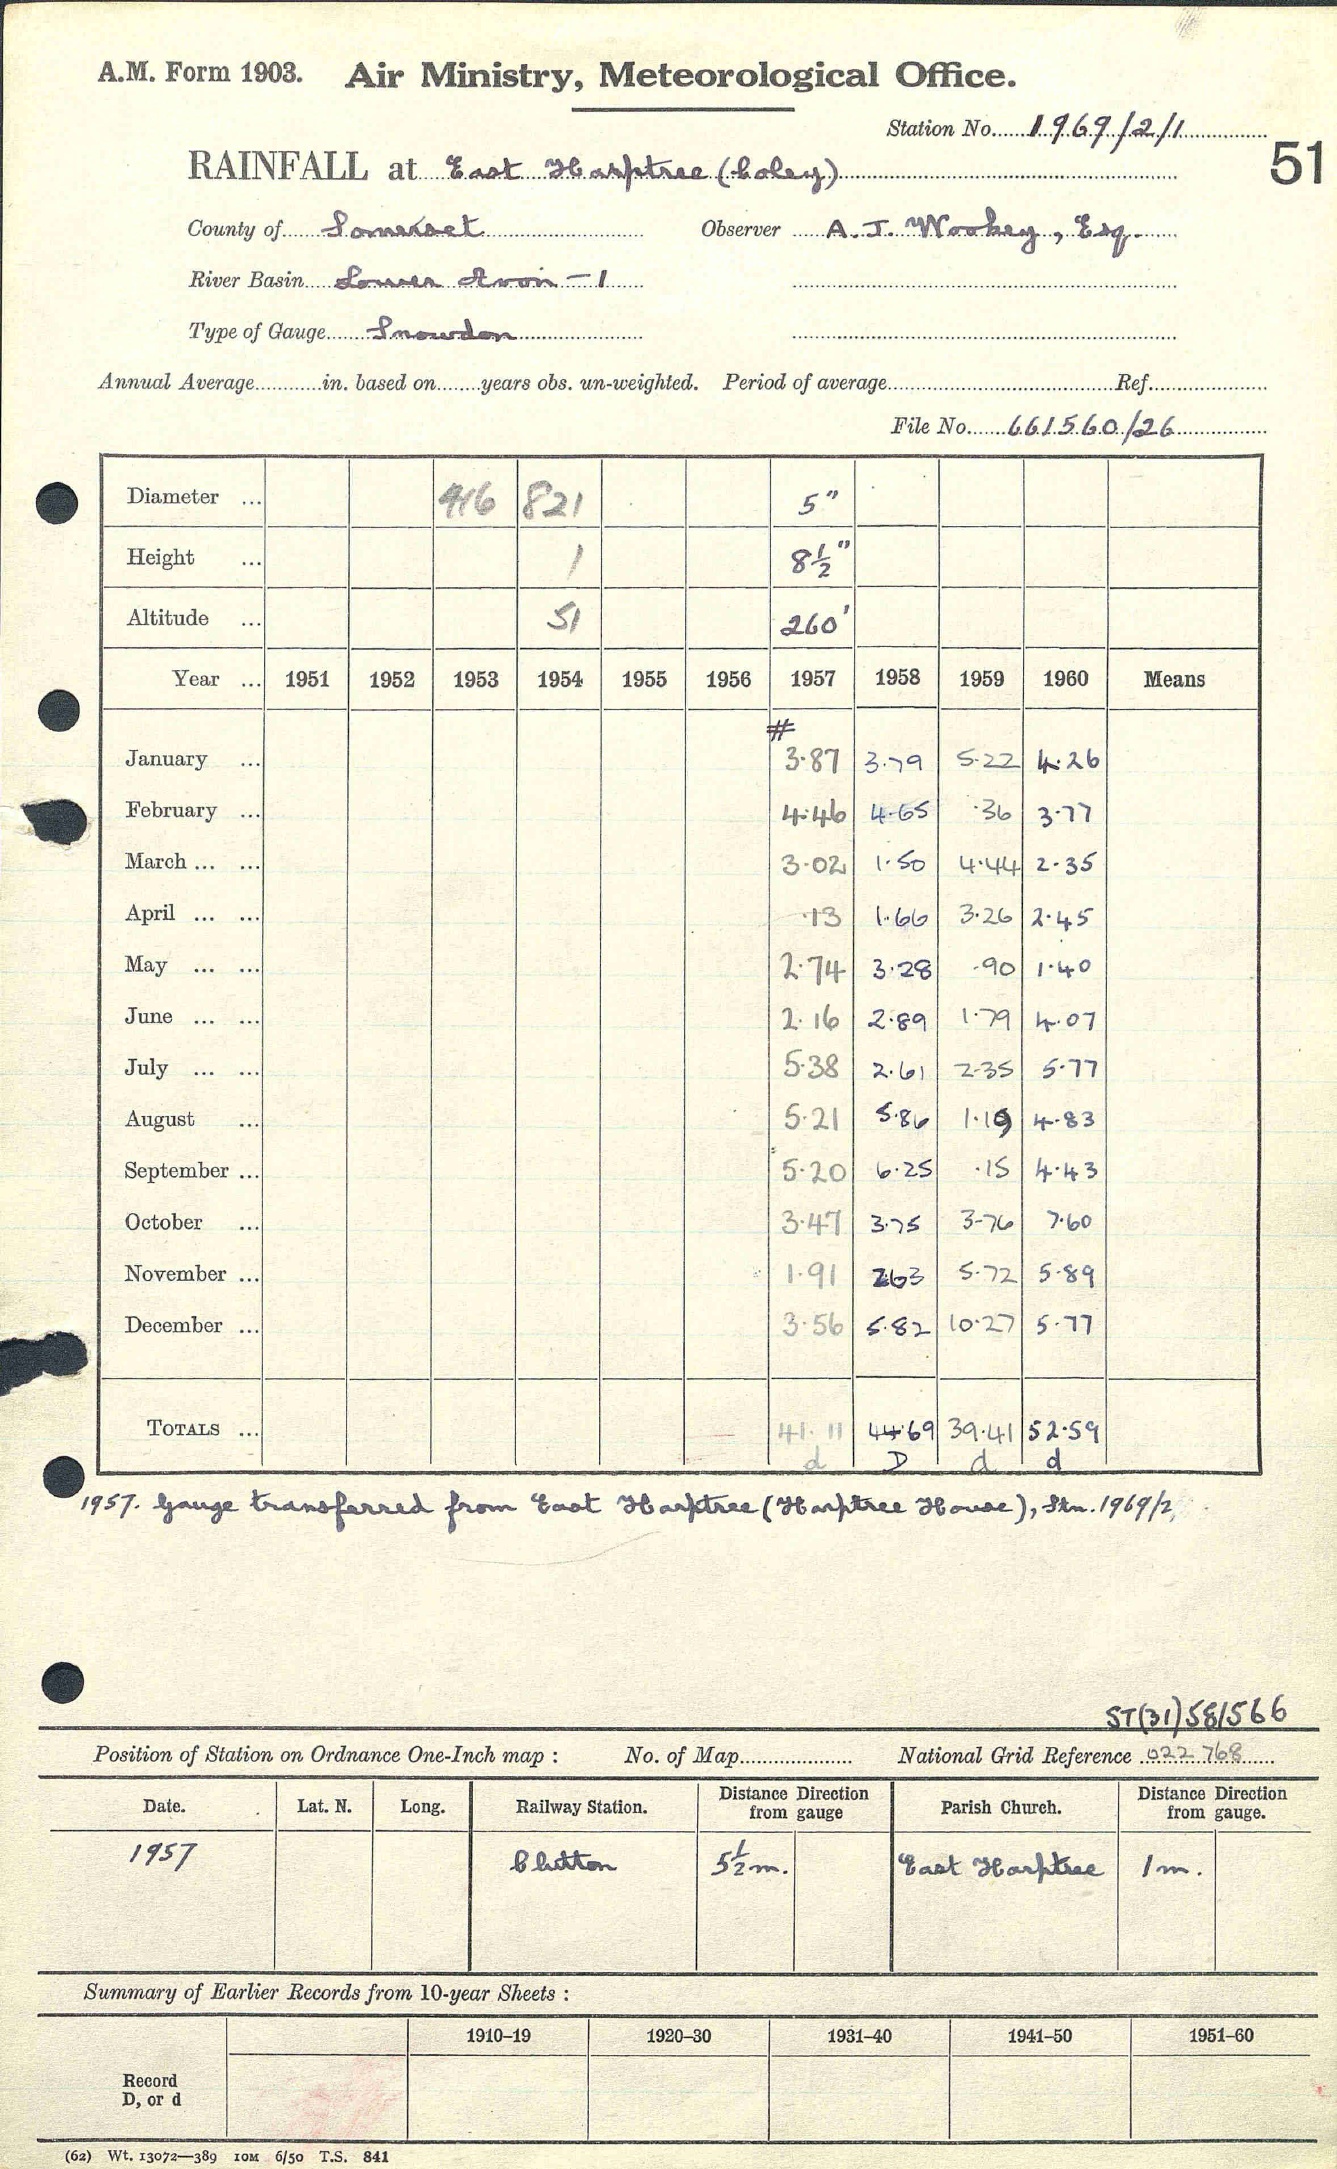 A.M. Form 1903. Air Ministry, Meteorological Office.
Station No. 1969/2/1
51
RAINFALL at East Harptree (Coley)
County of Somerset Observer A. J. Wookey, Esq.
River Basin Lower Avon - 1
Type of Gauge Snowdon
Annual Average in. based on years obs. un-weighted. Period of average Ref.
File No. 661560/26
Diameter ... 916 821 5"
Height ... 1 8½"
Altitude ... 51 260'
Year ... 1951 1952 1953 1954 1955 1956 1957 1958 1959 1960 Means
#
January ... 3.87 3.79 5.22 4.26
February ... 4.46 4.65 .36 3.77
March ... ... 3.02 1.50 4.44 2.35
April ... ... .13 1.66 3.26 2.45
May ... ... 2.74 3.28 .90 1.40
June ... ... 2.16 2.89 1.79 4.07
July ... ... 5.38 2.61 2.35 5.77
August ... 5.21 5.86 1.19 4.83
September ... 5.20 6.25 .15 4.43
October ... 3.47 3.75 3.76 7.60
November ... 1.91 2.63 5.72 5.89
December ... 3.56 5.82 10.27 5.77
TOTALS ... 41.11 44.69 39.41 52.59
d D d d
1957. Gauge transferred from East Harptree (Harptree House), Stn. 1969/2.
ST(31)581566
Position of Station on Ordnance One-Inch map : No. of Map National Grid Reference 022 768
Date. Lat. N. Long. Railway Station. Distance Direction from gauge Parish Church. Distance Direction from gauge.
1957 Clutton 5½ m. East Harptree 1 m.
Summary of Earlier Records from 10-year Sheets :
1910-19 1920-30 1931-40 1941-50 1951-60
Record
D, or d
(62) Wt. 13072—389 10M 6/50 T.S. 841